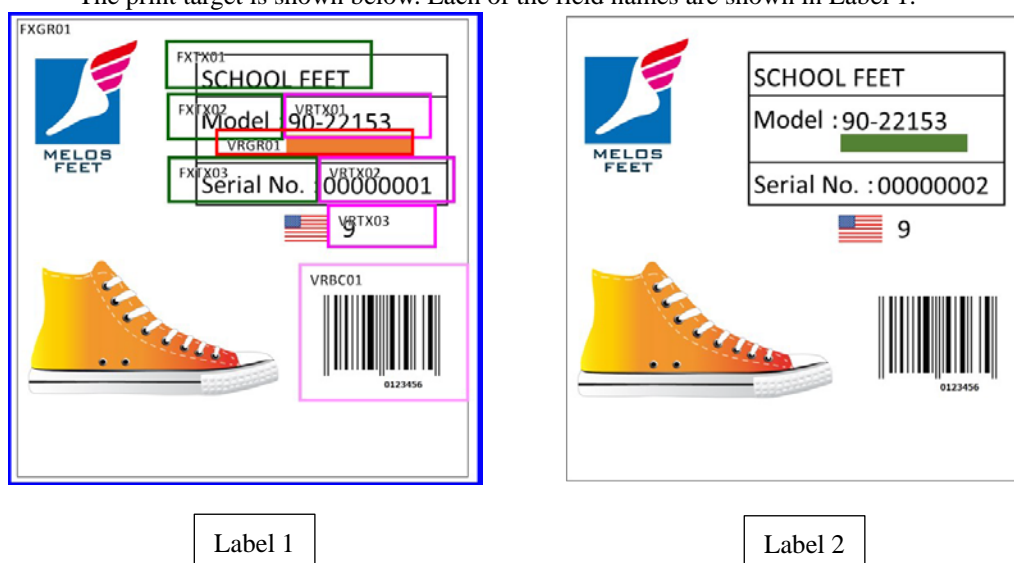 The print target is shown below. Each of the field names are shown in Label 1.
FXGR01
FXTX01
SCHOOL FEET
FXTX02
VRTX01
Model :90-22153
VRGR01
MELOS
FEET
FXTX03
VRTX02
Serial No. :00000001
VRTX03
9
VRBC01
0123456
Label 1
SCHOOL FEET
Model :90-22153
MELOS
FEET
Serial No. :00000002
9
0123456
Label 2